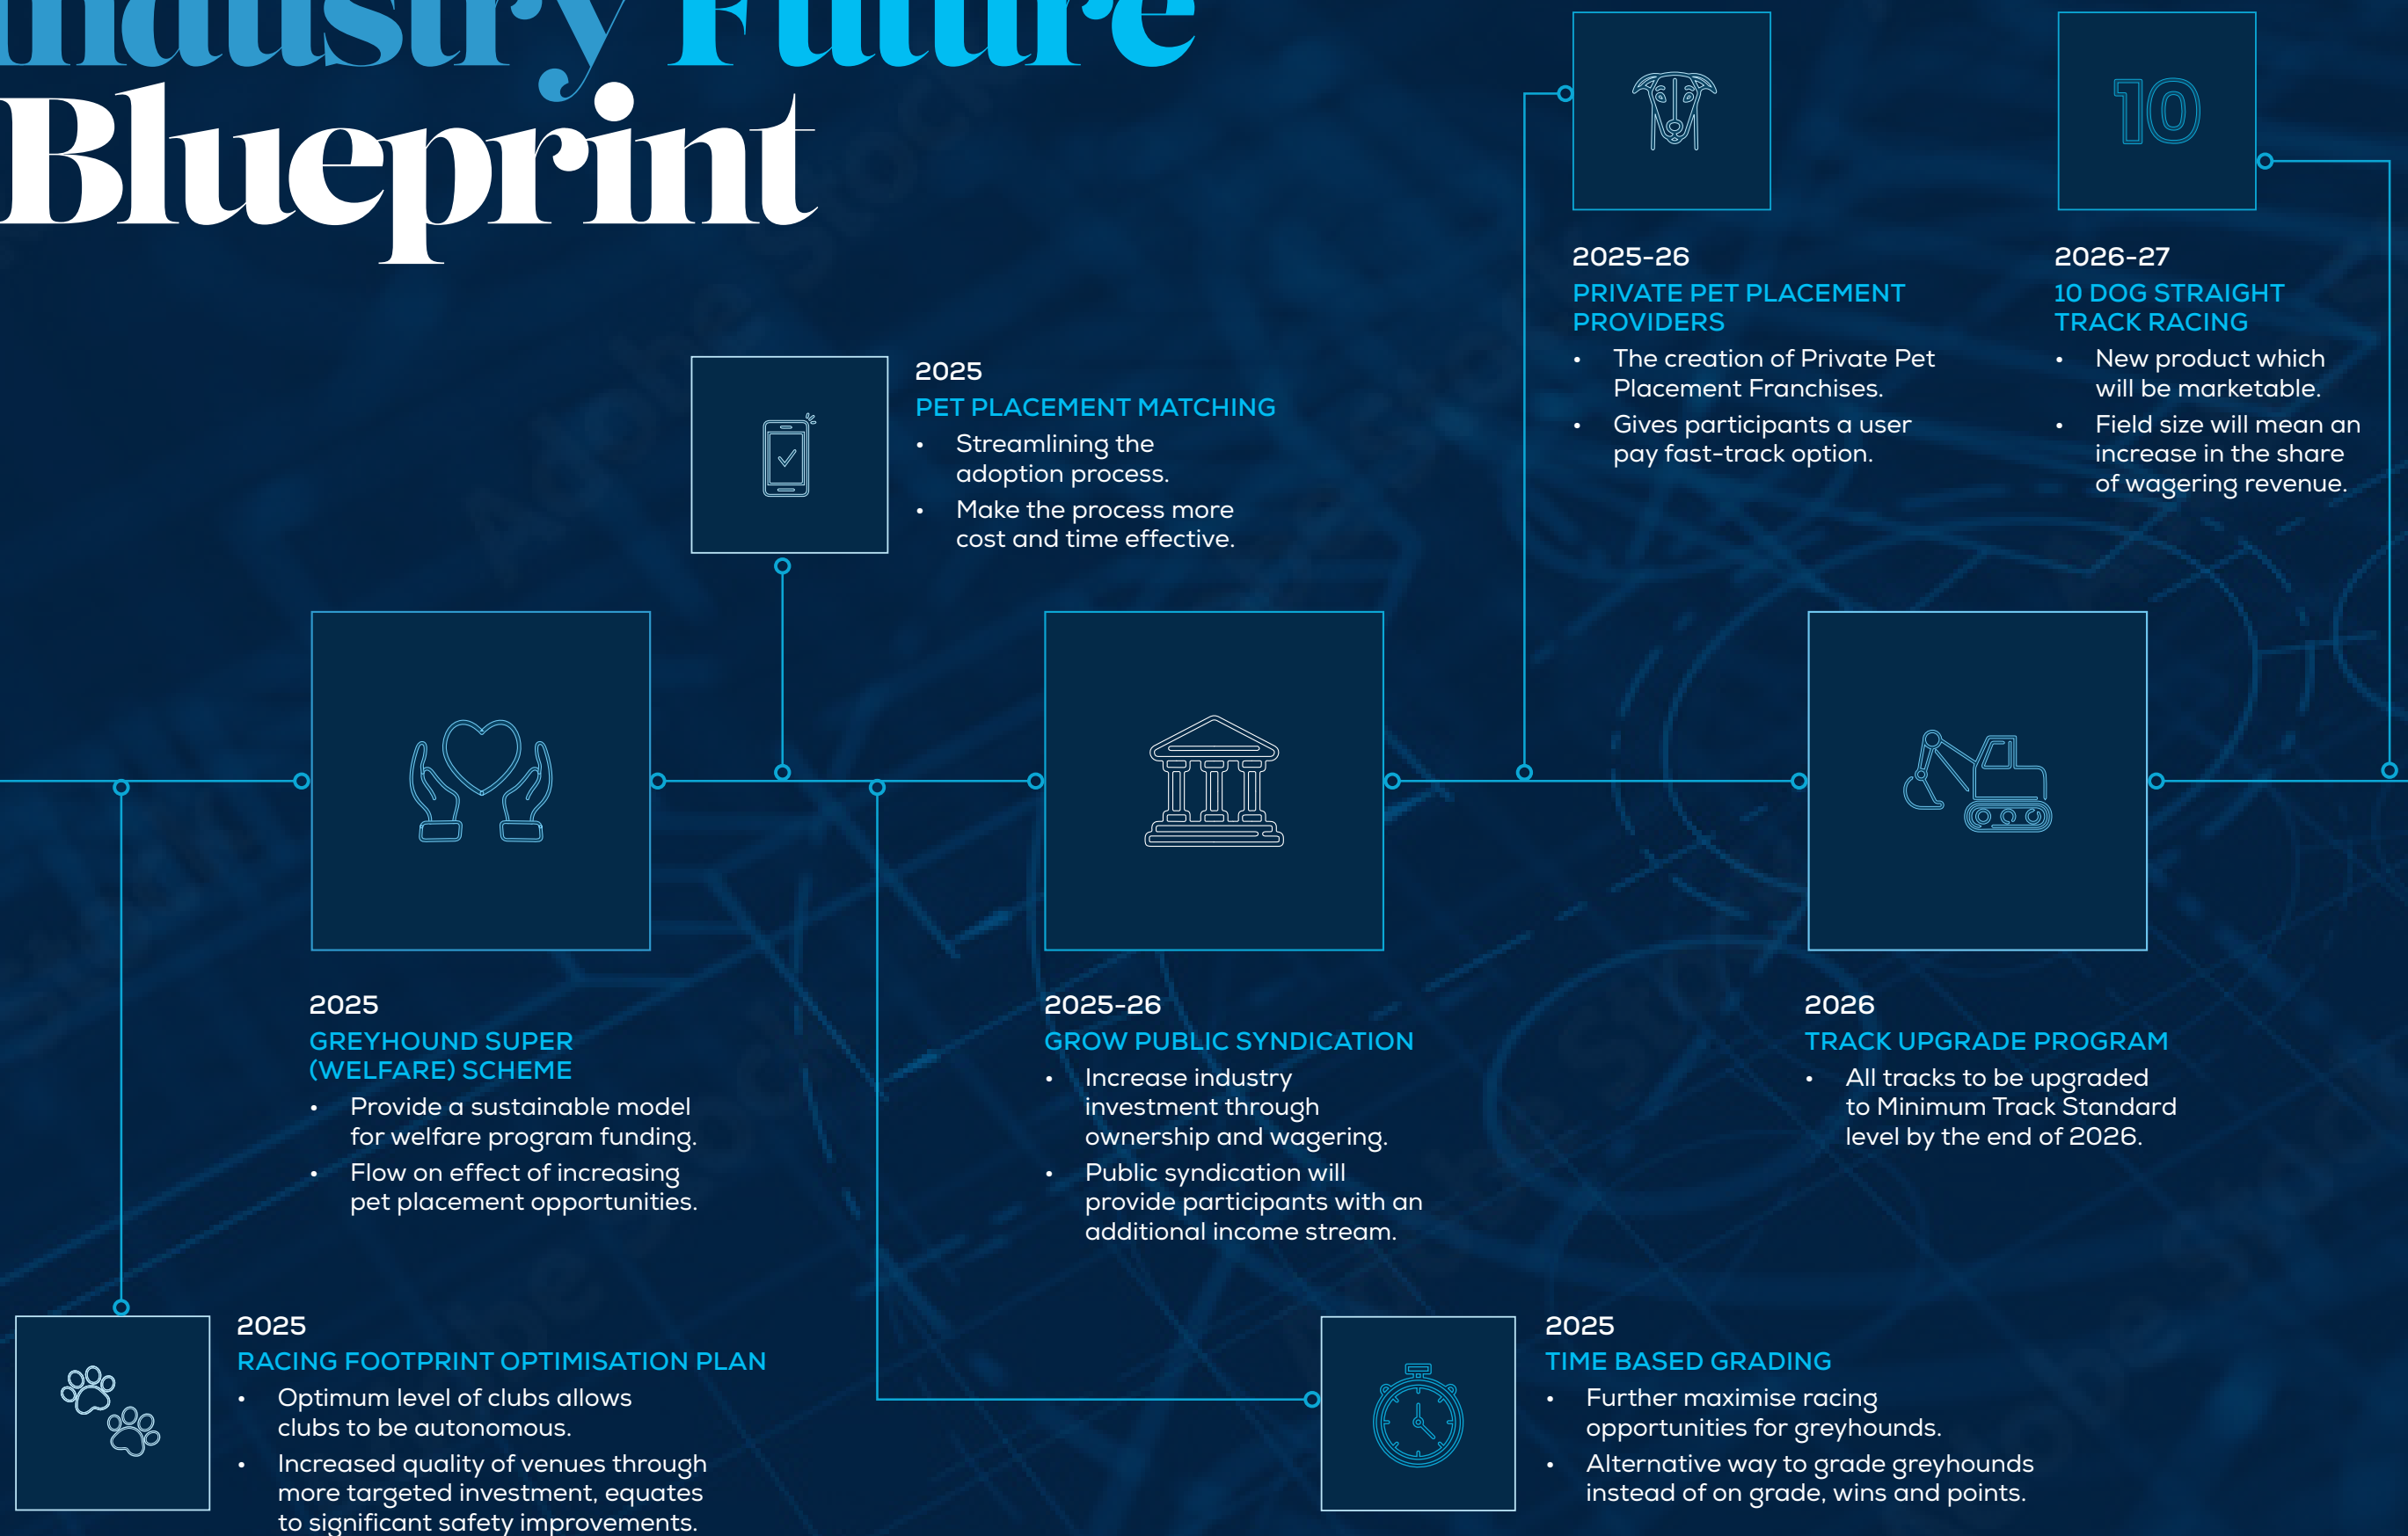 Industry Future
Blueprint
10
2025-26
PRIVATE PET PLACEMENT
PROVIDERS
• The creation of Private Pet
Placement Franchises.
• Gives participants a user
pay fast-track option.
2026-27
10 DOG STRAIGHT
TRACK RACING
• New product which
will be marketable.
• Field size will mean an
increase in the share
of wagering revenue.
2025
PET PLACEMENT MATCHING
• Streamlining the
adoption process.
• Make the process more
cost and time effective.
2025
GREYHOUND SUPER
(WELFARE) SCHEME
• Provide a sustainable model
for welfare program funding.
• Flow on effect of increasing
pet placement opportunities.
2025-26
GROW PUBLIC SYNDICATION
• Increase industry
investment through
ownership and wagering.
• Public syndication will
provide participants with an
additional income stream.
2026
TRACK UPGRADE PROGRAM
• All tracks to be upgraded
to Minimum Track Standard
level by the end of 2026.
2025
RACING FOOTPRINT OPTIMISATION PLAN
• Optimum level of clubs allows
clubs to be autonomous.
• Increased quality of venues through
more targeted investment, equates
to significant safety improvements.
2025
TIME BASED GRADING
• Further maximise racing
opportunities for greyhounds.
• Alternative way to grade greyhounds
instead of on grade, wins and points.